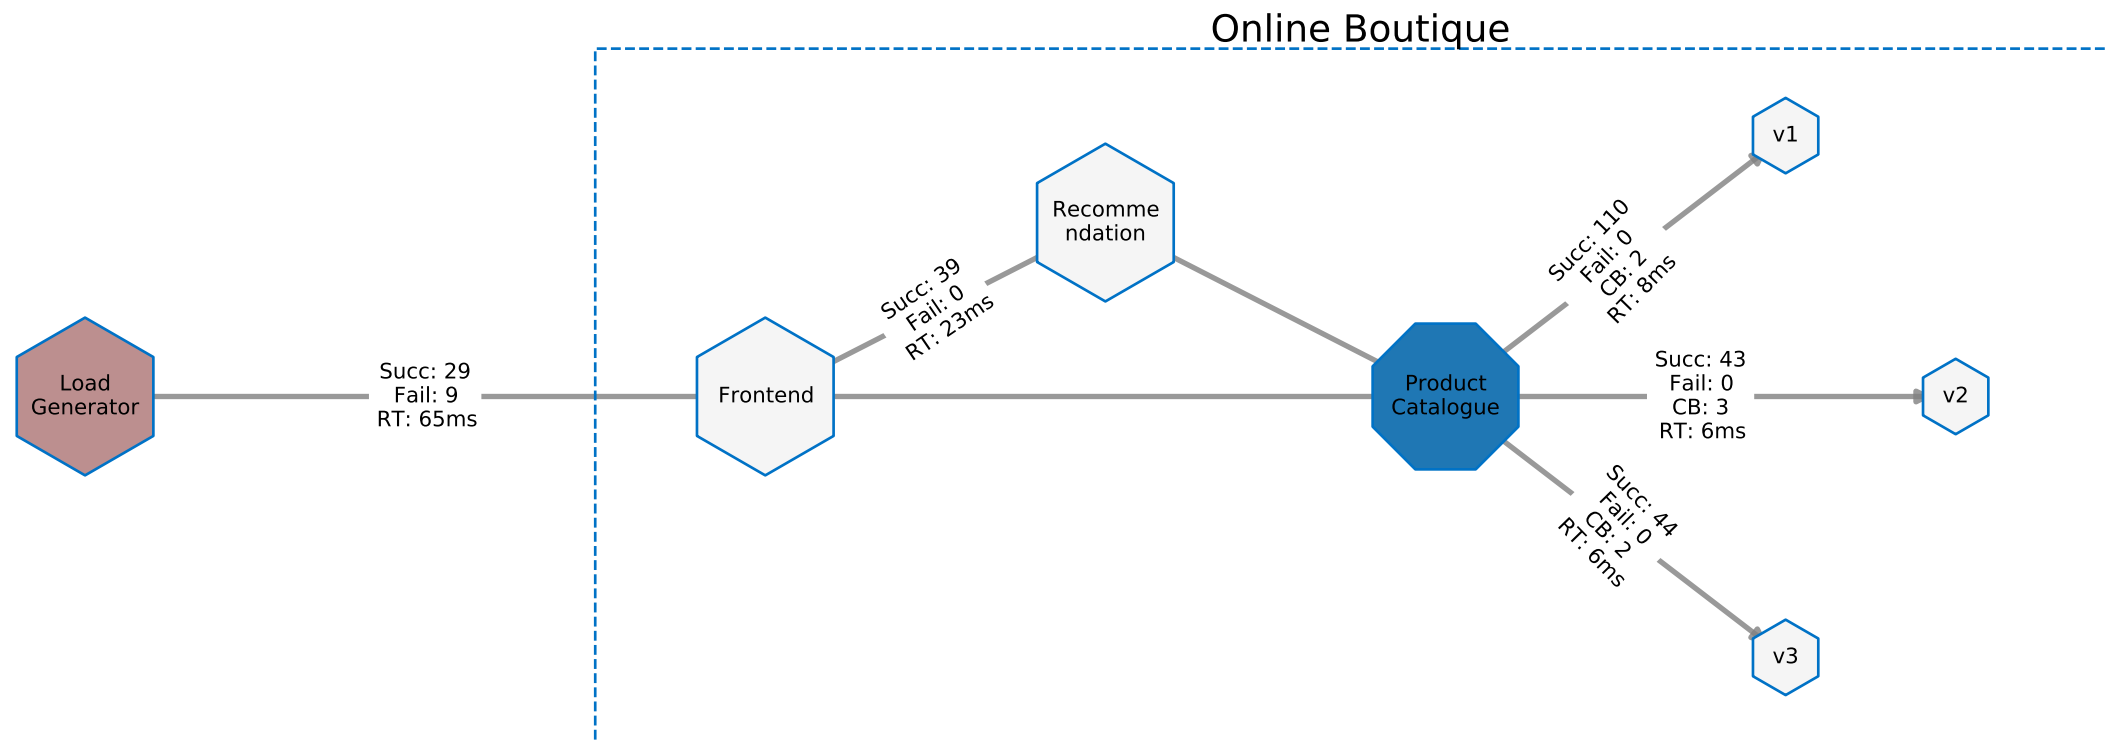 Online Boutique
Load
Generator
Succ: 29
Fail: 9
RT: 65ms
Frontend
Succ: 39
Fail: 0
RT: 23ms
Recomme
ndation
Product
Catalogue
Succ: 110
Fail: 0
CB: 2
RT: 8ms
v1
Succ: 43
Fail: 0
CB: 3
RT: 6ms
v2
Succ: 44
Fail: 0
CB: 2
RT: 6ms
v3